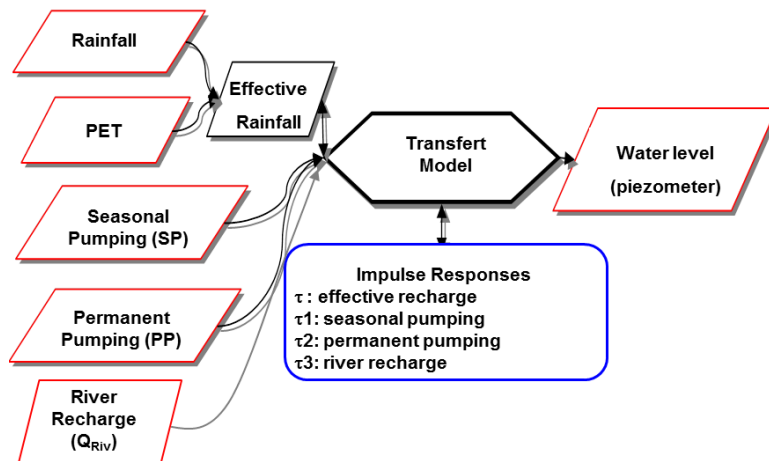 Rainfall
PET
Effective
Rainfall
Seasonal
Pumping (SP)
Permanent
Pumping (PP)
River
Recharge
(QRiv)
Transfert
Model
Water level
(piezometer)
Impulse Responses
τ : effective recharge
τ1: seasonal pumping
τ2: permanent pumping
τ3: river recharge